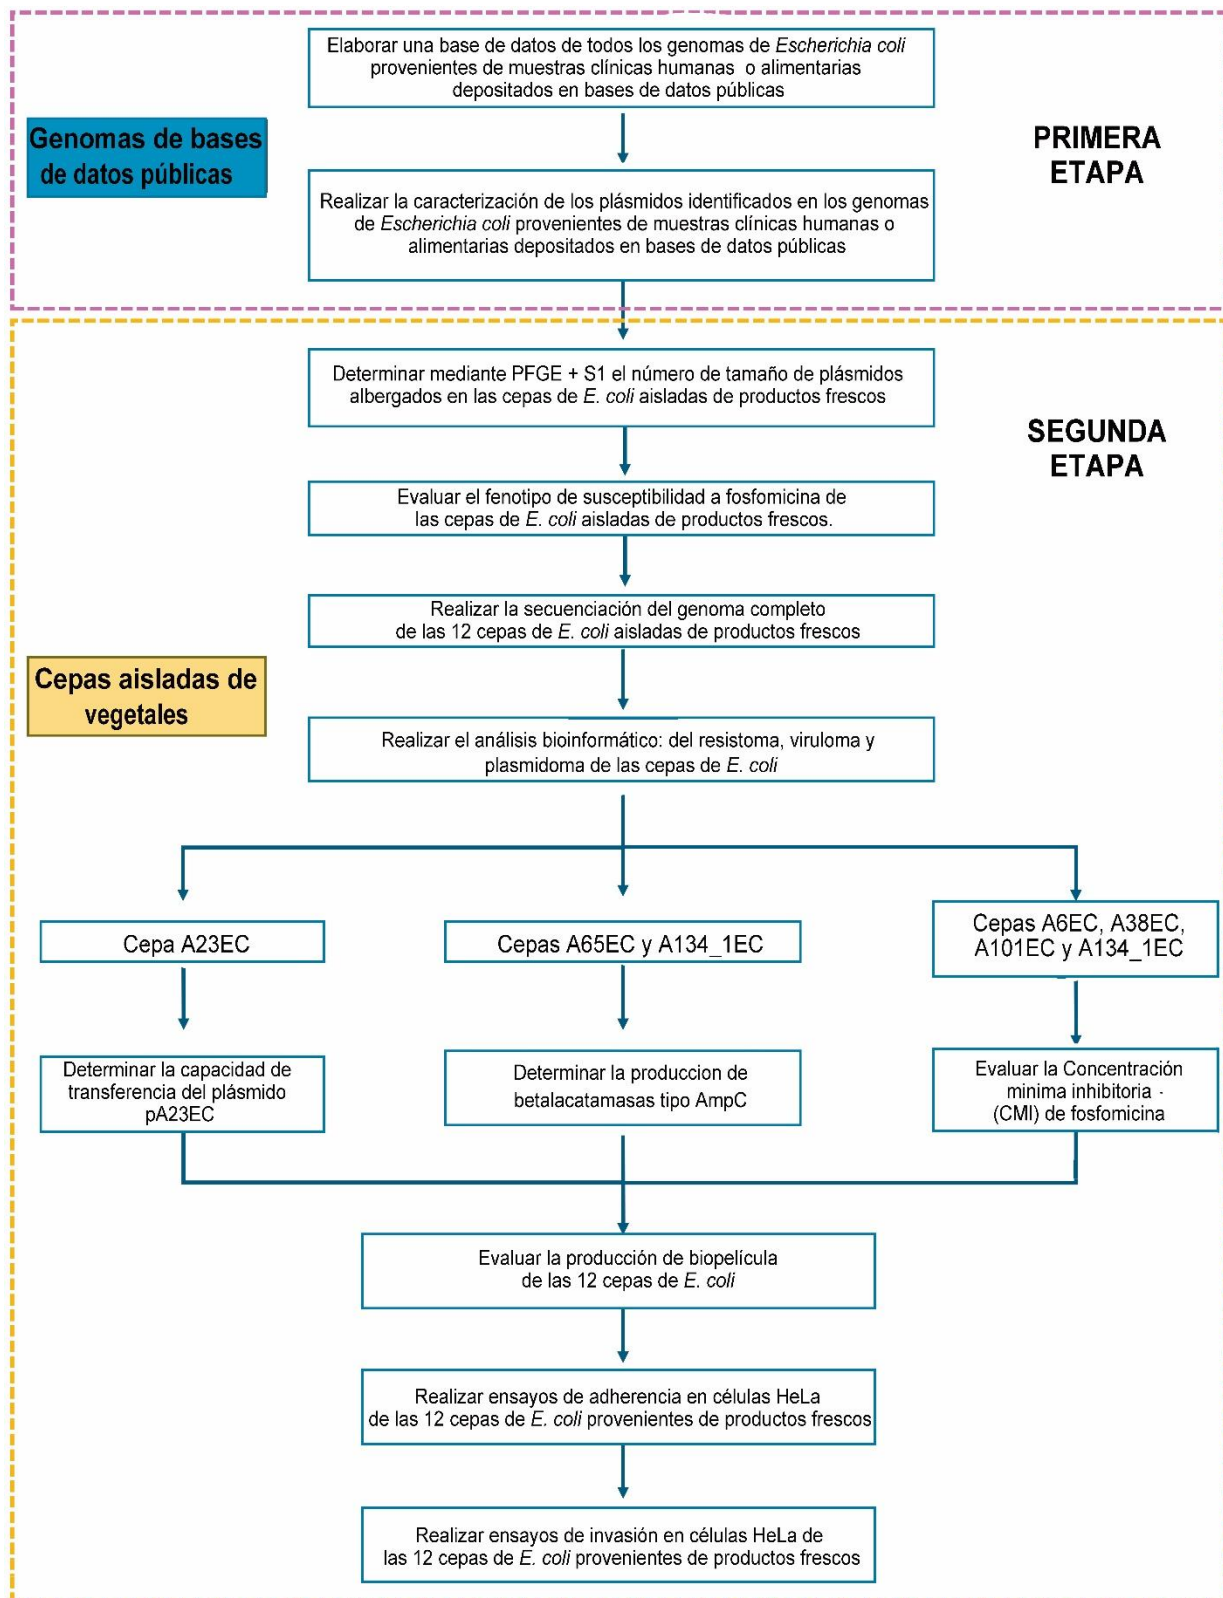 Elaborar una base de datos de todos los genomas de Escherichia coli
provenientes de muestras clínicas humanas o alimentarias
depositados en bases de datos públicas
Genomas de bases
de datos públicas
PRIMERA
ETAPA
Realizar la caracterización de los plásmidos identificados en los genomas
de Escherichia coli provenientes de muestras clínicas humanas o
alimentarias depositados en bases de datos públicas
Determinar mediante PFGE + S1 el número de tamaño de plásmidos
albergados en las cepas de E. coli aisladas de productos frescos
SEGUNDA
ETAPA
Evaluar el fenotipo de susceptibilidad a fosfomicina de
las cepas de E. coli aisladas de productos frescos.
Realizar la secuenciación del genoma completo
de las 12 cepas de E. coli aisladas de productos frescos
Cepas aisladas de
vegetales
Realizar el análisis bioinformático: del resistoma, viruloma y
plasmidoma de las cepas de E. coli
Cepa A23EC
Cepas A65EC y A134_1EC
Cepas A6EC, A38EC,
A101EC y A134_1EC
Determinar la capacidad de
transferencia del plásmido
pA23EC
Determinar la produccion de
betalacatamasas tipo AmpC
Evaluar la Concentración
minima inhibitoria -
(CMI) de fosfomicina
Evaluar la producción de biopelícula
de las 12 cepas de E. coli
Realizar ensayos de adherencia en células HeLa
de las 12 cepas de E. coli provenientes de productos frescos
Realizar ensayos de invasión en células HeLa de
las 12 cepas de E. coli provenientes de productos frescos